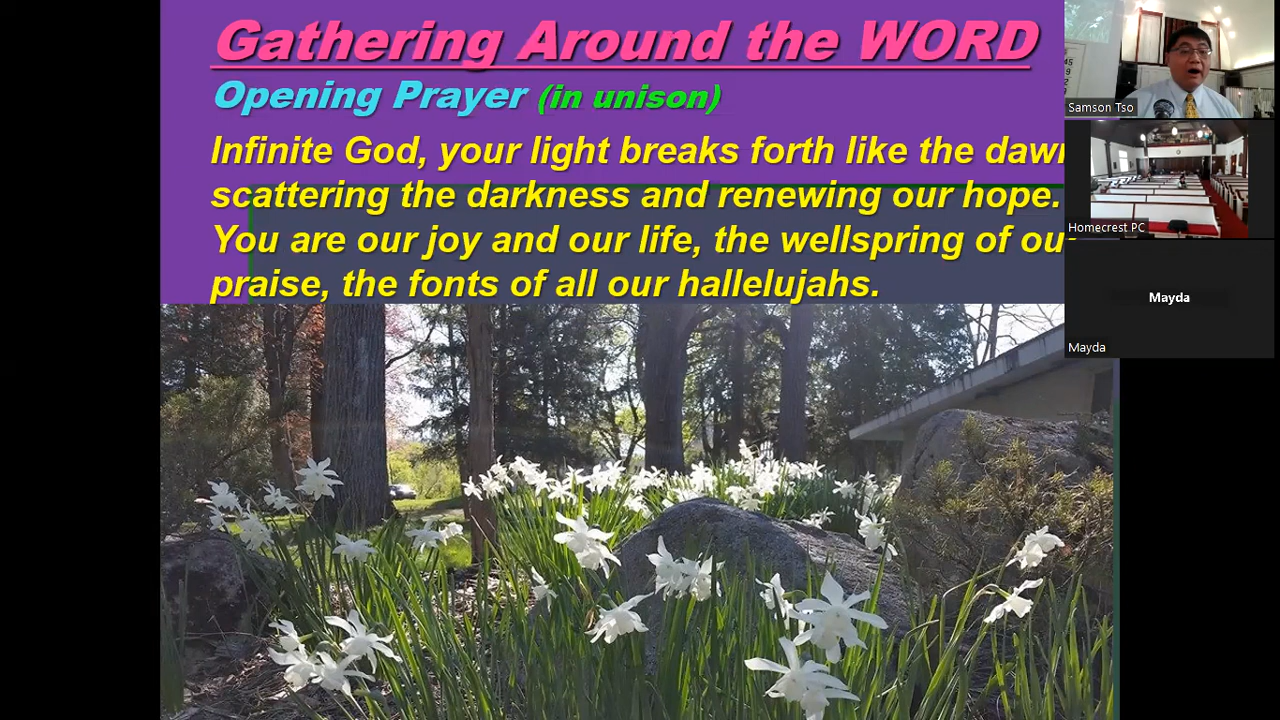 Gathering Around the WORD
Opening Prayer (in unison)
Infinite God, your light breaks forth like the
scattering the darkness and renewing our hope.
You are our joy and our life, the wellspring of
praise, the fonts of all our hallelujahs.
Samson Tso
Homecrest PC
Mayda
Mayda